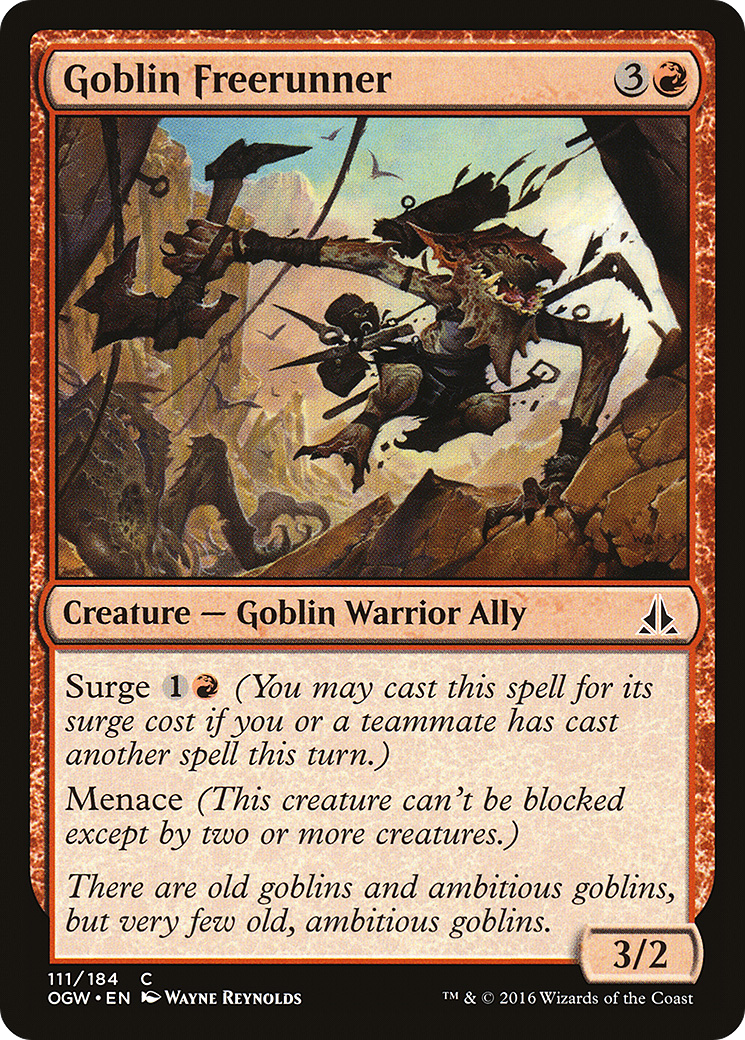 Goblin Freerunner 3
Creature — Goblin Warrior Ally
Surge 1 (You may cast this spell for its
surge cost if you or a teammate has cast
another spell this turn.)
Menace (This creature can't be blocked
except by two or more creatures.)
There are old goblins and ambitious goblins,
but very few old, ambitious goblins.
3/2
111/184 C
OGW • EN Wayne Reynolds
™ & © 2016 Wizards of the Coast